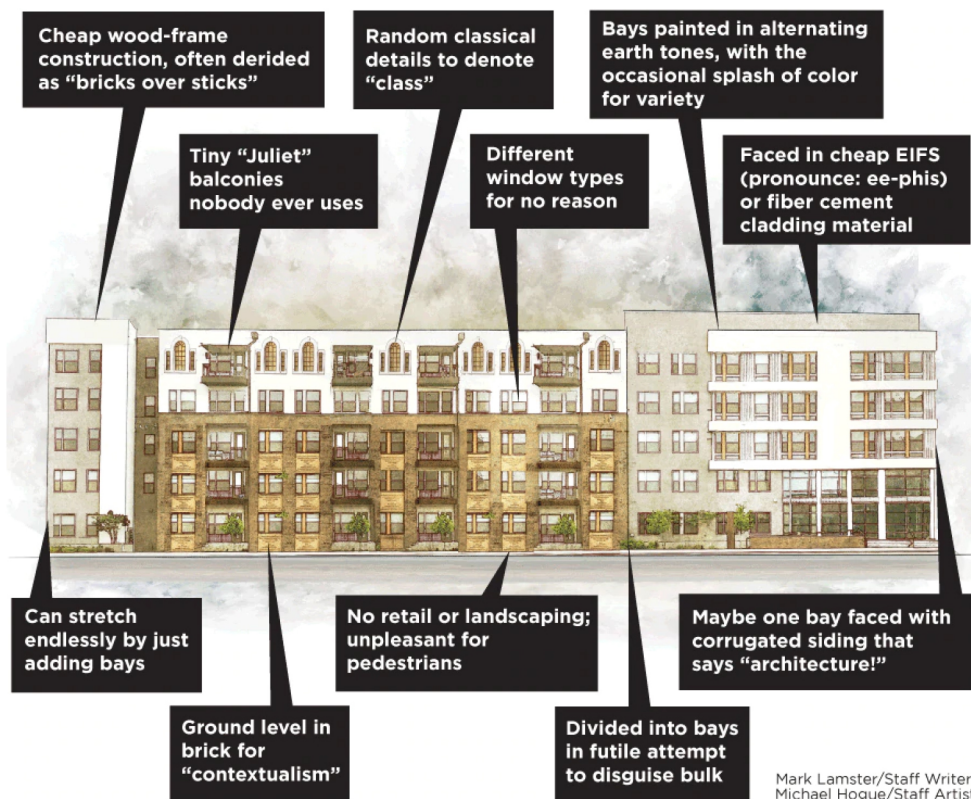 Cheap wood-frame
construction, often derided
as “bricks over sticks”
Random classical
details to denote
“class”
Bays painted in alternating
earth tones, with the
occasional splash of color
for variety
Tiny “Juliet”
balconies
nobody ever uses
Different
window types
for no reason
Faced in cheap EIFS
(pronounce: ee-phis)
or fiber cement
cladding material
Can stretch
endlessly by just
adding bays
No retail or landscaping;
unpleasant for
pedestrians
Maybe one bay faced with
corrugated siding that
says “architecture!”
Ground level in
brick for
“contextualism”
Divided into bays
in futile attempt
to disguise bulk
Mark Lamster/Staff Writer
Michael Hogue/Staff Artist